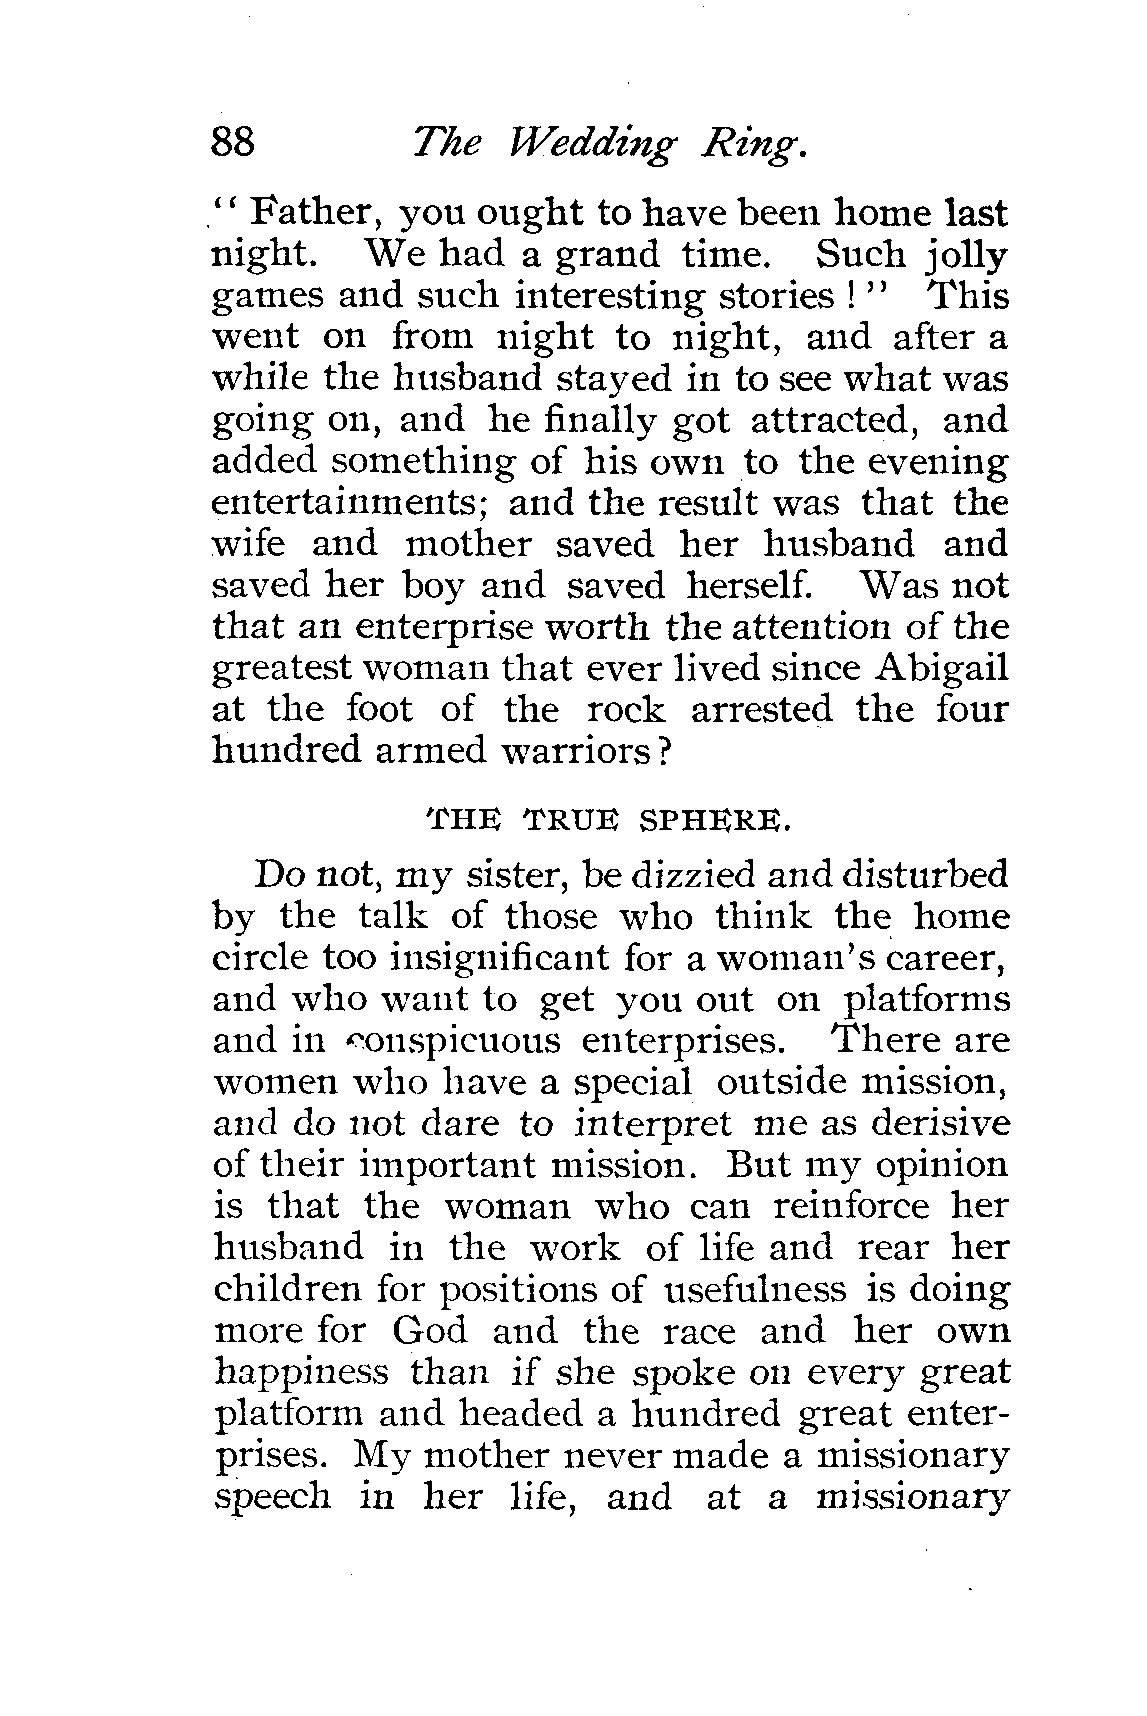 88 The Wedding Ring.
“ Father, you ought to have been home last
night. We had a grand time. Such jolly
games and such interesting stories ! ” This
went on from night to night, and after a
while the husband stayed in to see what was
going on, and he finally got attracted, and
added something of his own to the evening
entertainments; and the result was that the
wife and mother saved her husband and
saved her boy and saved herself. Was not
that an enterprise worth the attention of the
greatest woman that ever lived since Abigail
at the foot of the rock arrested the four
hundred armed warriors ?
THE TRUE SPHERE.
Do not, my sister, be dizzied and disturbed
by the talk of those who think the home
circle too insignificant for a woman’s career,
and who want to get you out on platforms
and in conspicuous enterprises. There are
women who have a special outside mission,
and do not dare to interpret me as derisive
of their important mission. But my opinion
is that the woman who can reinforce her
husband in the work of life and rear her
children for positions of usefulness is doing
more for God and the race and her own
happiness than if she spoke on every great
platform and headed a hundred great enter-
prises. My mother never made a missionary
speech in her life, and at a missionary